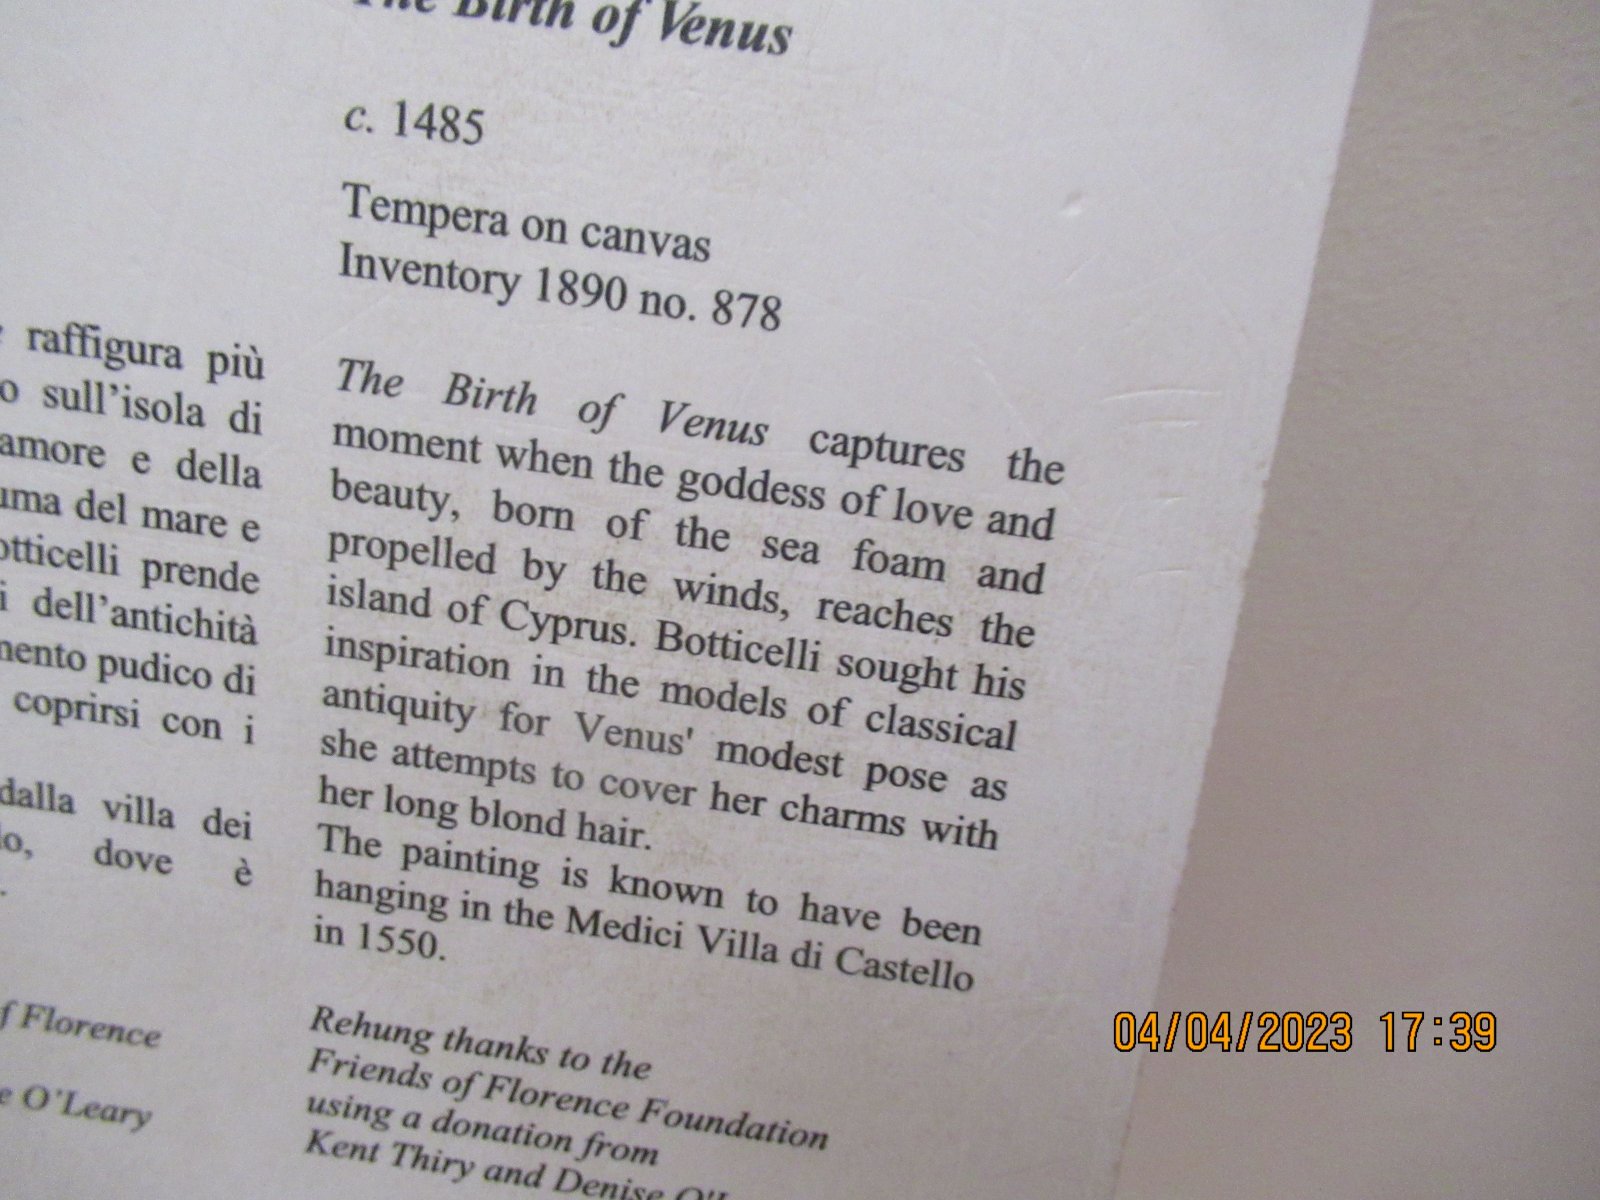 The Birth of Venus
c. 1485
Tempera on canvas
Inventory 1890 no. 878
raffigura più
sull'isola di
amore e della
del mare e
prende
dell'antichità
pudico di
coprirsi con i
dalla villa dei
dove è
The Birth of Venus captures the
moment when the goddess of love and
beauty, born of the sea foam and
propelled by the winds, reaches the
island of Cyprus. Botticelli sought his
inspiration in the models of classical
antiquity for Venus' modest pose as
she attempts to cover her charms with
her long blond hair.
The painting is known to have been
hanging in the Medici Villa di Castello
in 1550.
of Florence
O'Leary
Rehung thanks to the
Friends of Florence Foundation
using a donation from
Kent Thiry and Denise
04/04/2023 17:39